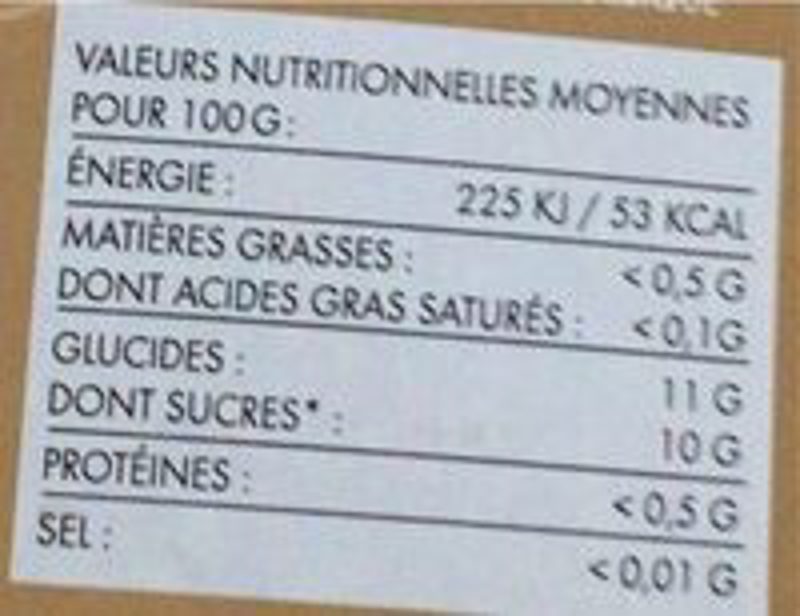 VALEURS NUTRITIONNELLES MOYENNES
POUR 100G:
ÉNERGIE : 225 KJ / 53 KCAL
MATIÈRES GRASSES : < 0,5 G
DONT ACIDES GRAS SATURÉS : < 0,1G
GLUCIDES : 11 G
DONT SUCRES* : 10 G
PROTÉINES : < 0,5 G
SEL : < 0,01 G